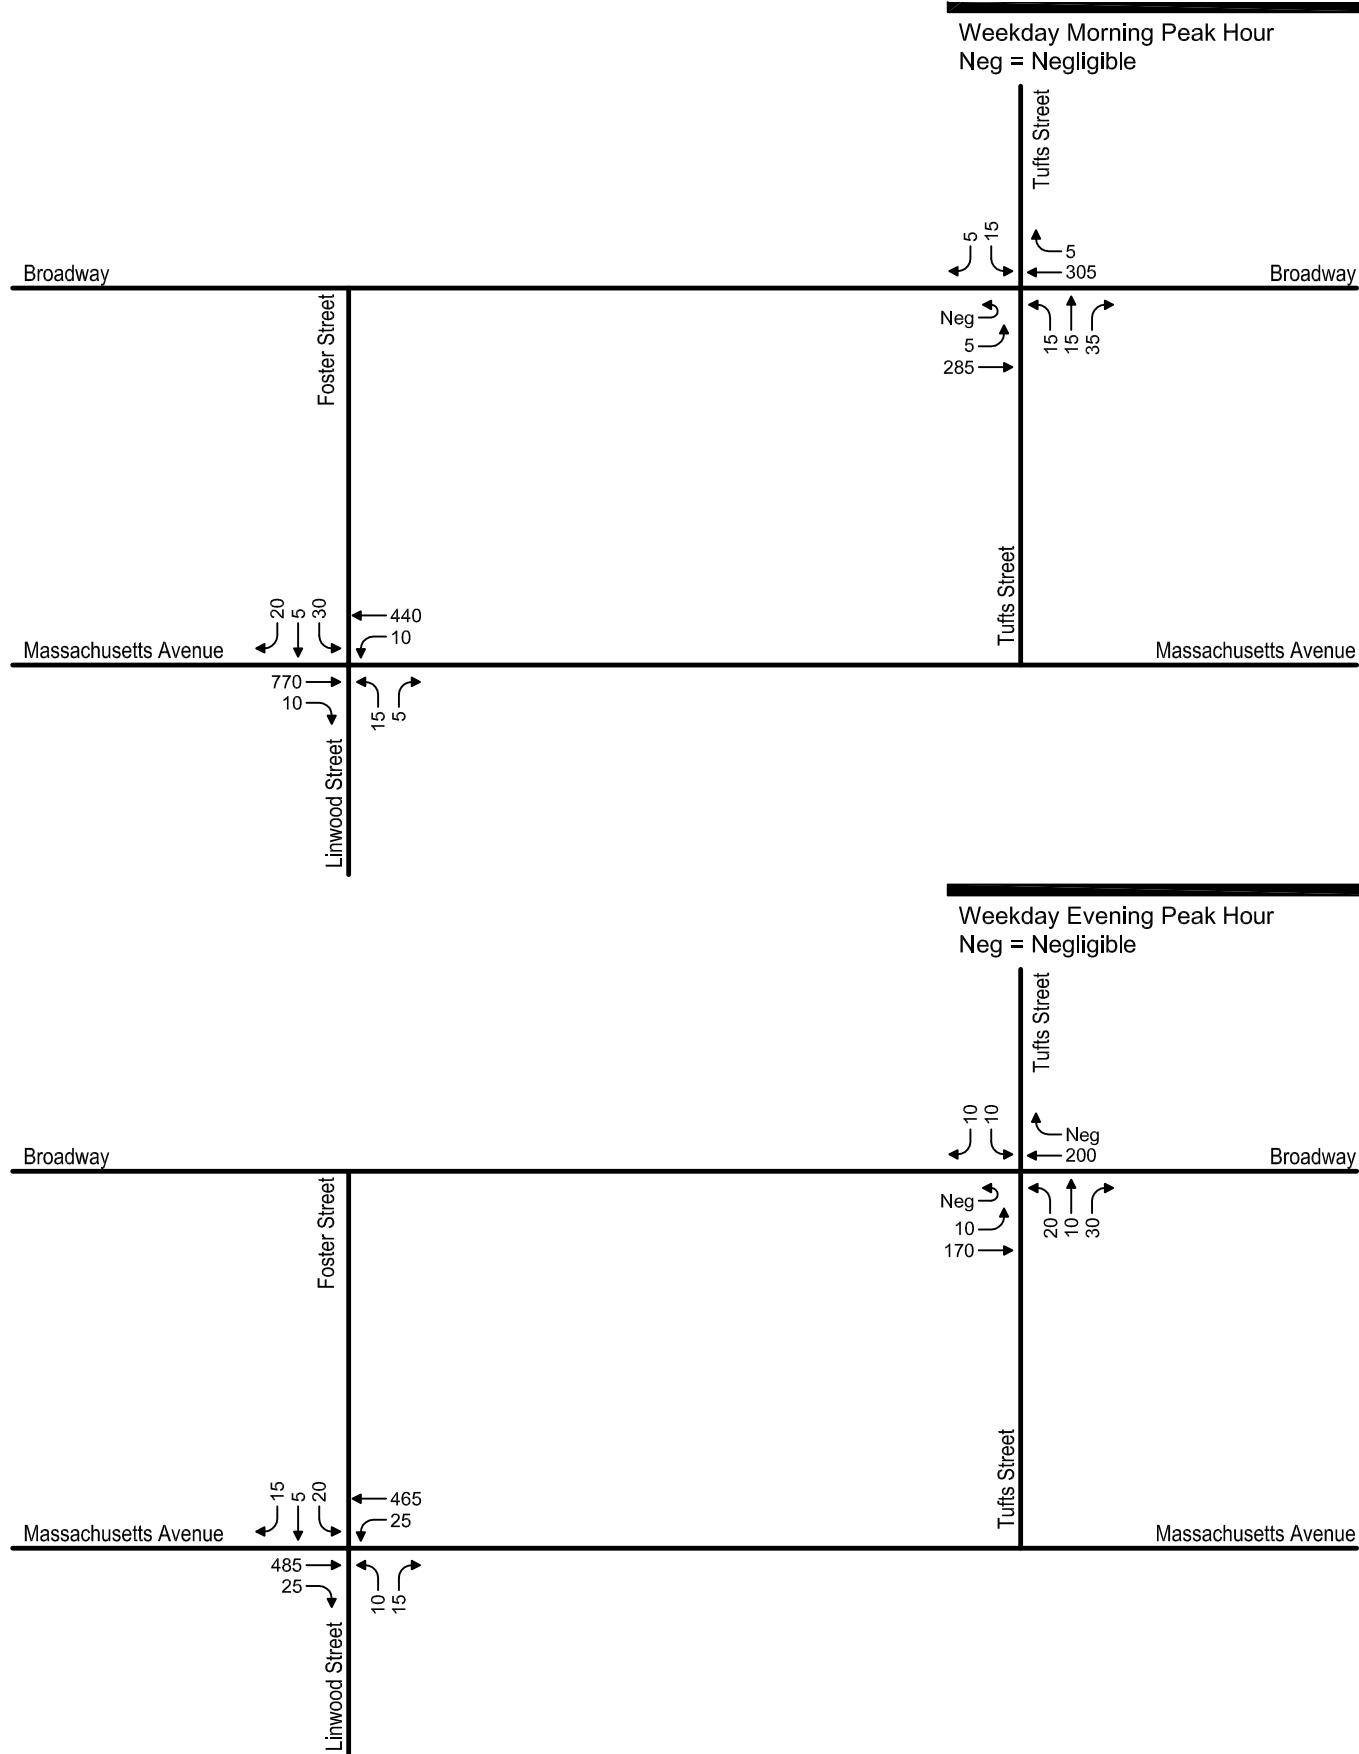 Weekday Morning Peak Hour
Neg = Negligible
Tufts Street
5
15
5
305
Broadway
Broadway
Foster Street
Neg
5
285
15
15
35
Tufts Street
20
5
30
440
10
Massachusetts Avenue
Massachusetts Avenue
770
10
15
5
Linwood Street
Weekday Evening Peak Hour
Neg = Negligible
Tufts Street
10
10
Neg
200
Broadway
Broadway
Foster Street
Neg
10
170
20
10
30
Tufts Street
15
5
20
465
25
Massachusetts Avenue
Massachusetts Avenue
485
25
10
15
Linwood Street